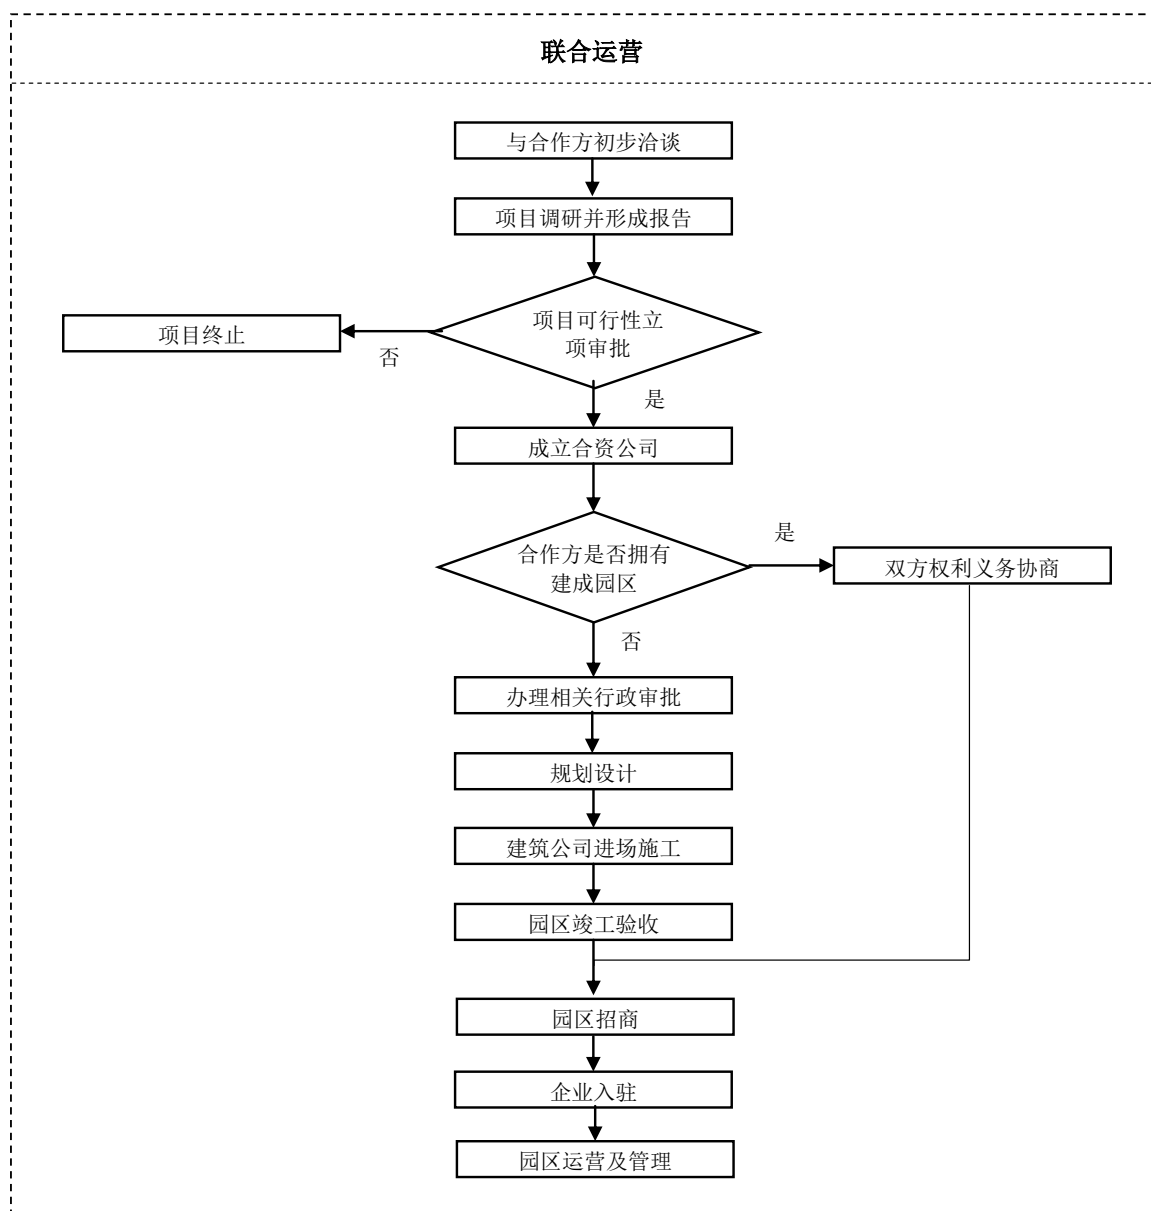 联合运营
与合作方初步洽谈
项目调研并形成报告
项目可行性立
项审批
项目终止
否
是
成立合资公司
合作方是否拥有
建成园区
是
双方权利义务协商
否
办理相关行政审批
规划设计
建筑公司进场施工
园区竣工验收
园区招商
企业入驻
园区运营及管理